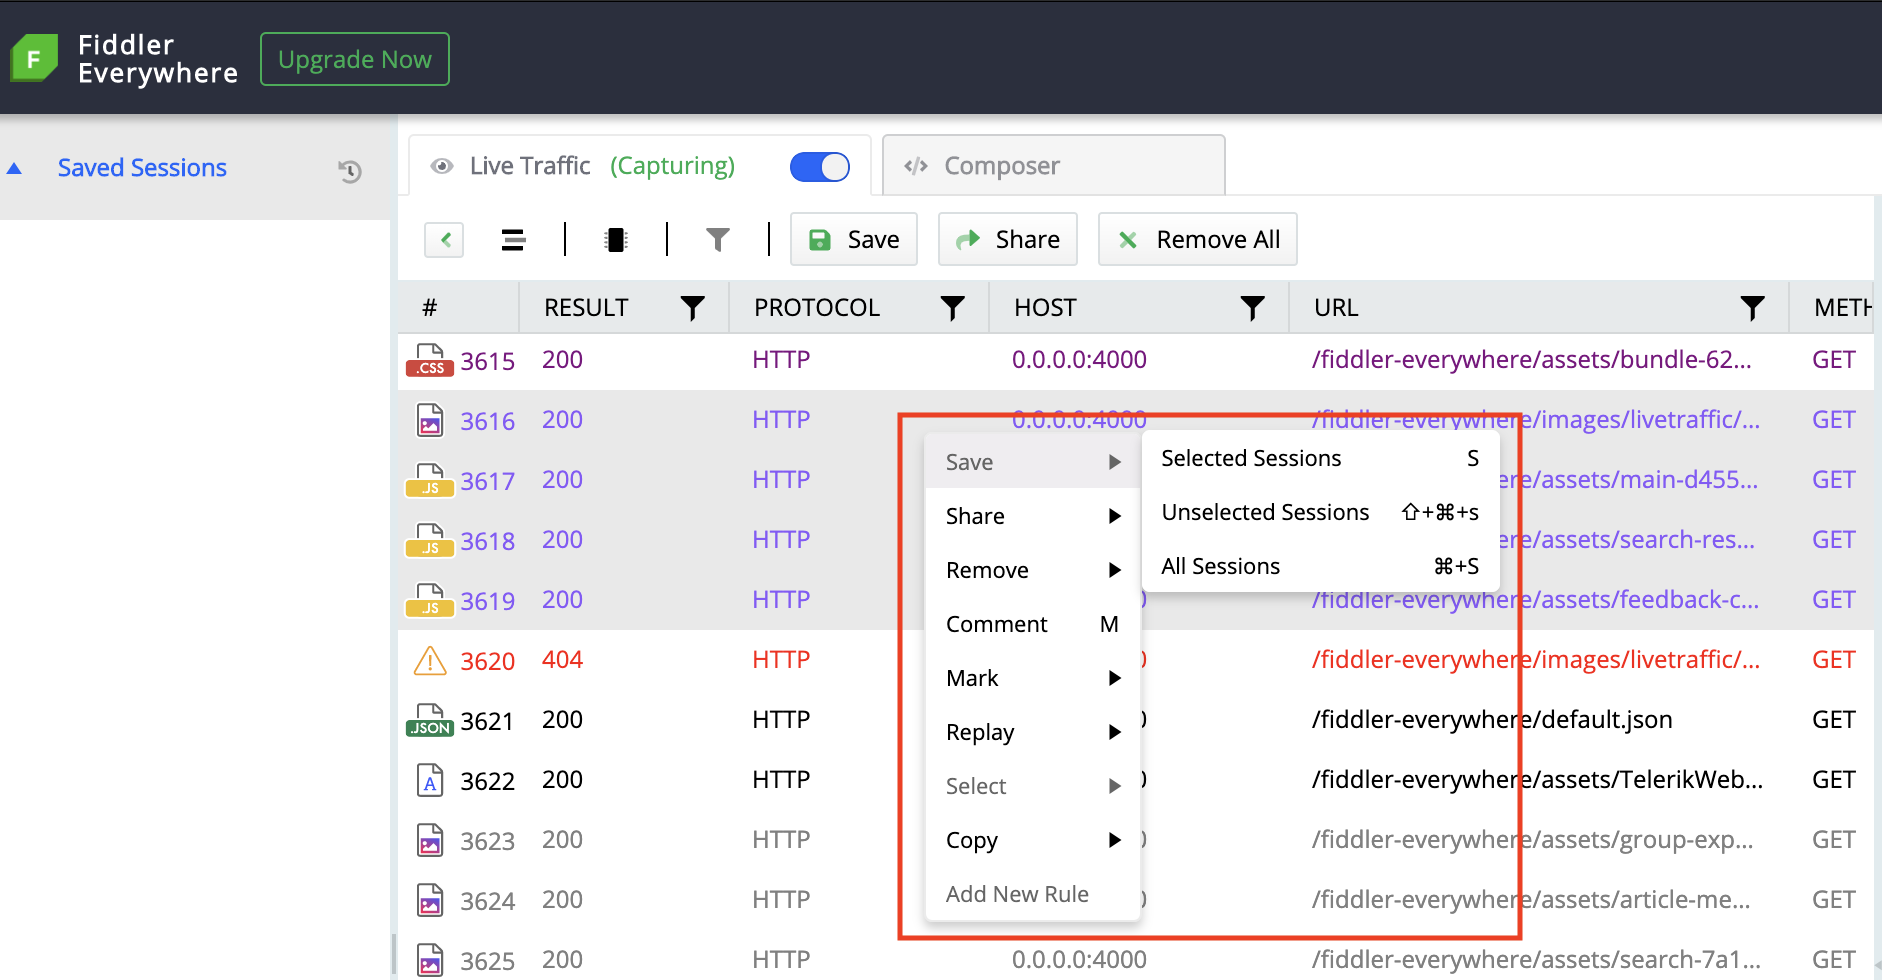 F
Fiddler
Everywhere
Upgrade Now
Saved Sessions
Live Traffic (Capturing)
</> Composer
Save
Share
Remove All
# RESULT PROTOCOL HOST URL METH
.CSS 3615 200 HTTP 0.0.0.0:4000 /fiddler-everywhere/assets/bundle-62... GET
3616 200 HTTP 0.0.0.0:4000 /fiddler-everywhere/images/livetraffic/... GET
.JS 3617 200 HTTP ere/assets/main-d455... GET
.JS 3618 200 HTTP ere/assets/search-res... GET
.JS 3619 200 HTTP 0 /fiddler-everywhere/assets/feedback-c... GET
3620 404 HTTP 0 /fiddler-everywhere/images/livetraffic/... GET
.JSON 3621 200 HTTP 0 /fiddler-everywhere/default.json GET
A 3622 200 HTTP 0 /fiddler-everywhere/assets/TelerikWeb... GET
3623 200 HTTP 0 /fiddler-everywhere/assets/group-exp... GET
3624 200 HTTP 0 /fiddler-everywhere/assets/article-me... GET
3625 200 HTTP 0.0.0.0:4000 /fiddler-everywhere/assets/search-7a1... GET
Save
Share
Remove
Comment M
Mark
Replay
Select
Copy
Add New Rule
Selected Sessions S
Unselected Sessions ⇧+⌘+s
All Sessions ⌘+S